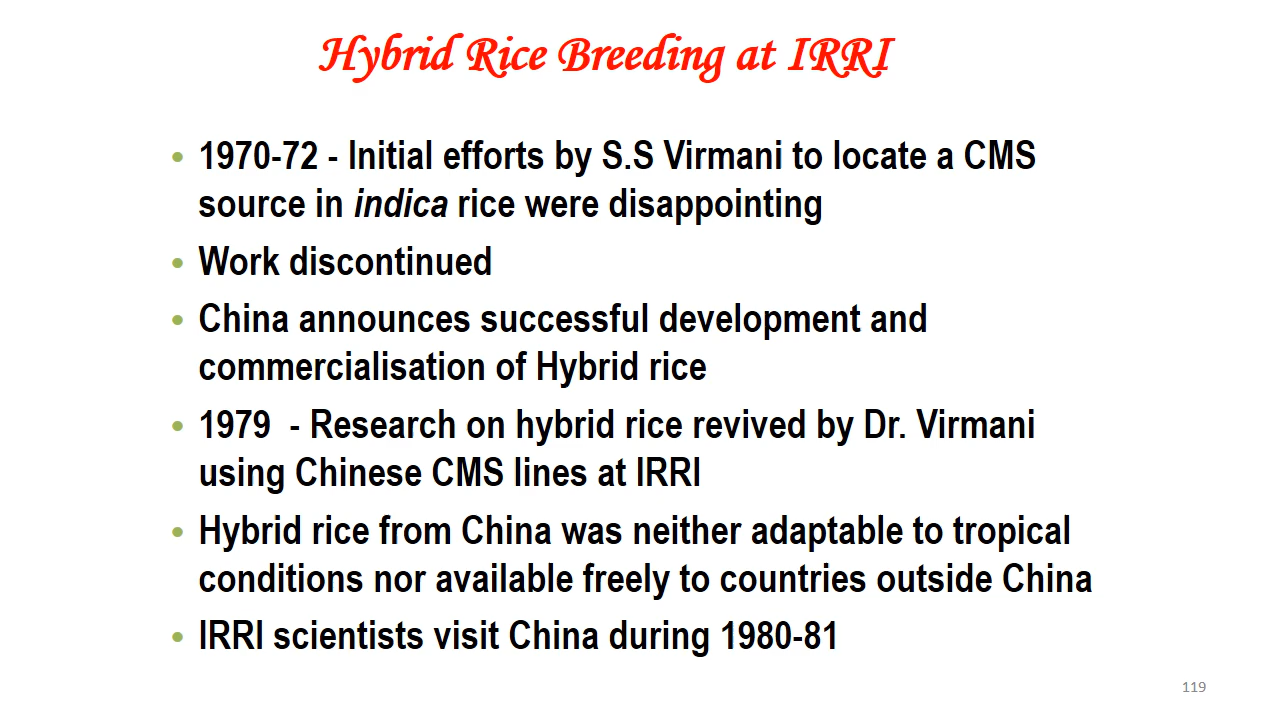 Hybrid Rice Breeding at IRRI
• 1970-72 - Initial efforts by S.S Virmani to locate a CMS
source in indica rice were disappointing
• Work discontinued
• China announces successful development and
commercialisation of Hybrid rice
• 1979  - Research on hybrid rice revived by Dr. Virmani
using Chinese CMS lines at IRRI
• Hybrid rice from China was neither adaptable to tropical
conditions nor available freely to countries outside China
• IRRI scientists visit China during 1980-81
119